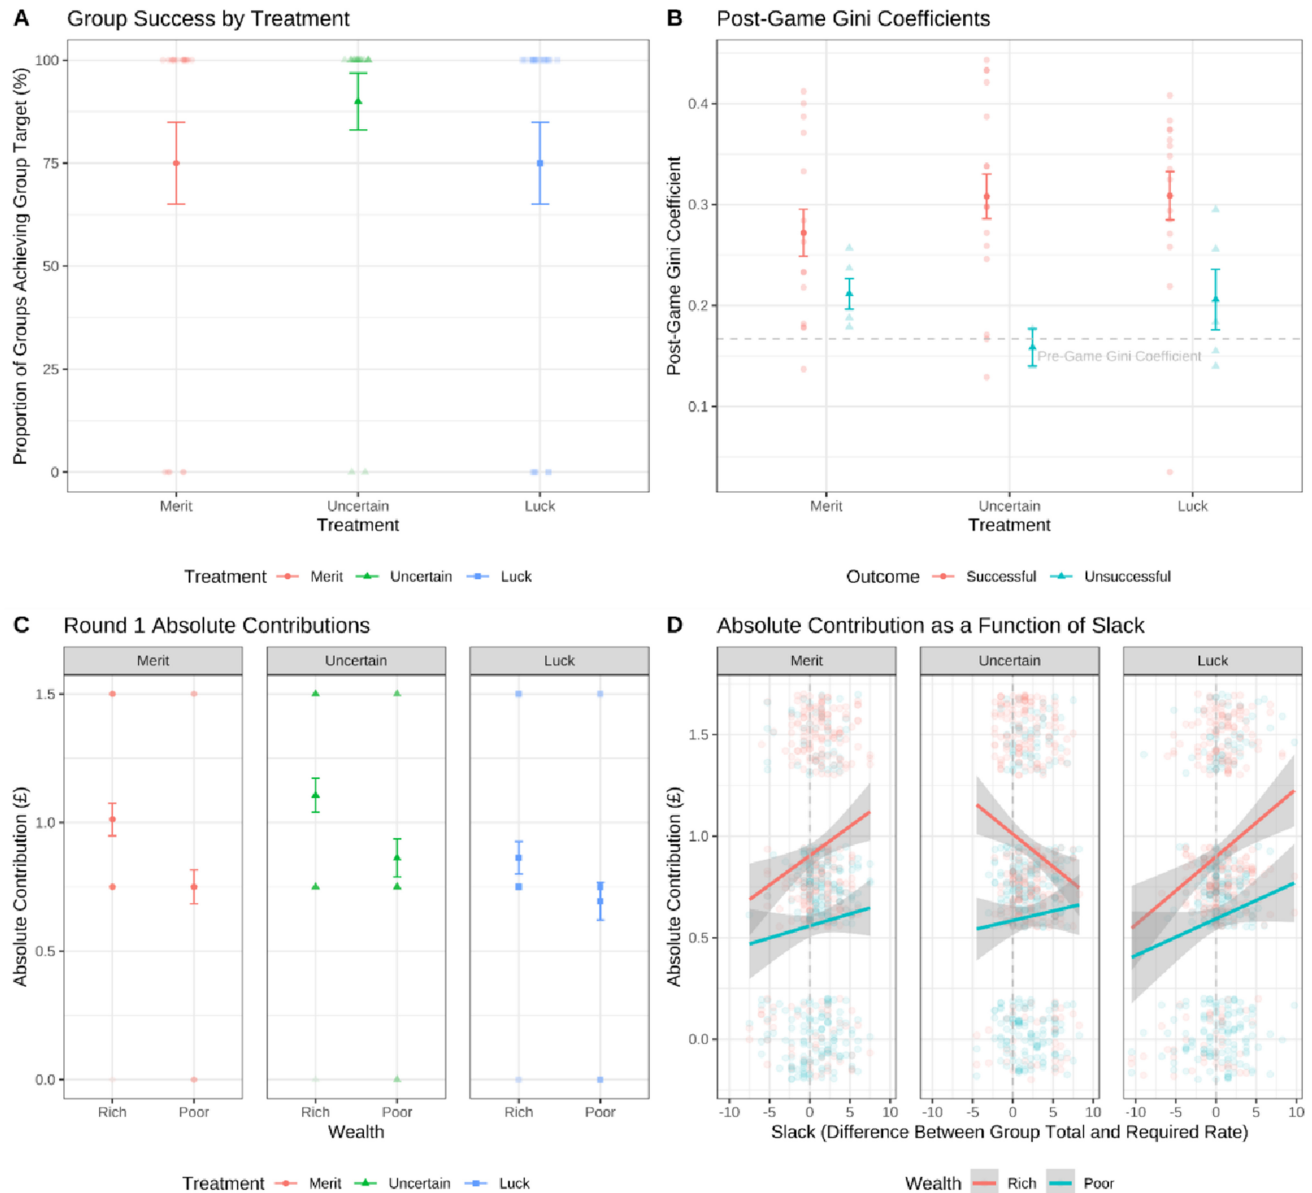 A Group Success by Treatment
Proportion of Groups Achieving Group Target (%)
100
75
50
25
0
Merit Uncertain Luck
Treatment
Treatment Merit Uncertain Luck
B Post-Game Gini Coefficients
Post-Game Gini Coefficient
0.4
0.3
0.2
0.1
Pre-Game Gini Coefficient
Merit Uncertain Luck
Treatment
Outcome Successful Unsuccessful
C Round 1 Absolute Contributions
Merit Uncertain Luck
Absolute Contribution (£)
1.5
1.0
0.5
0.0
Rich Poor Rich Poor Rich Poor
Wealth
Treatment Merit Uncertain Luck
D Absolute Contribution as a Function of Slack
Merit Uncertain Luck
Absolute Contribution (£)
1.5
1.0
0.5
0.0
-10 -5 0 5 10 -10 -5 0 5 10 -10 -5 0 5 10
Slack (Difference Between Group Total and Required Rate)
Wealth Rich Poor